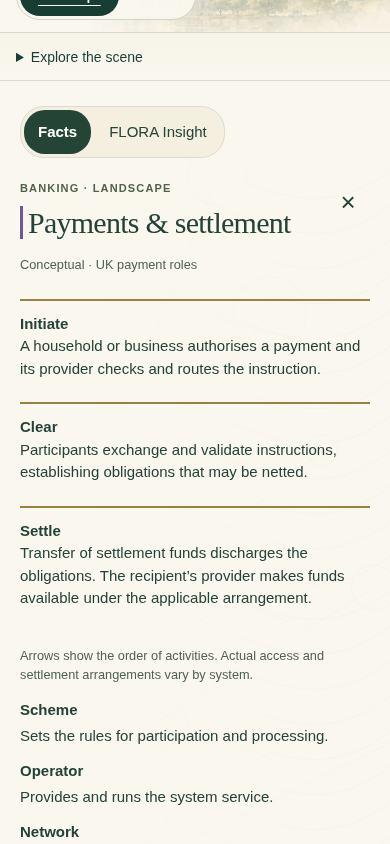 Explore the scene
Facts
FLORA Insight
BANKING · LANDSCAPE
Payments & settlement
Conceptual · UK payment roles
Initiate
A household or business authorises a payment and
its provider checks and routes the instruction.
Clear
Participants exchange and validate instructions,
establishing obligations that may be netted.
Settle
Transfer of settlement funds discharges the
obligations. The recipient's provider makes funds
available under the applicable arrangement.
Arrows show the order of activities. Actual access and
settlement arrangements vary by system.
Scheme
Sets the rules for participation and processing.
Operator
Provides and runs the system service.
Network